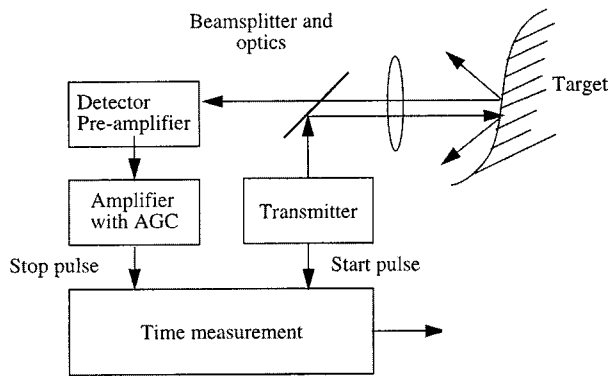 Beamsplitter and
optics
Target
Detector
Pre-amplifier
Amplifier
with AGC
Transmitter
Stop pulse
Start pulse
Time measurement